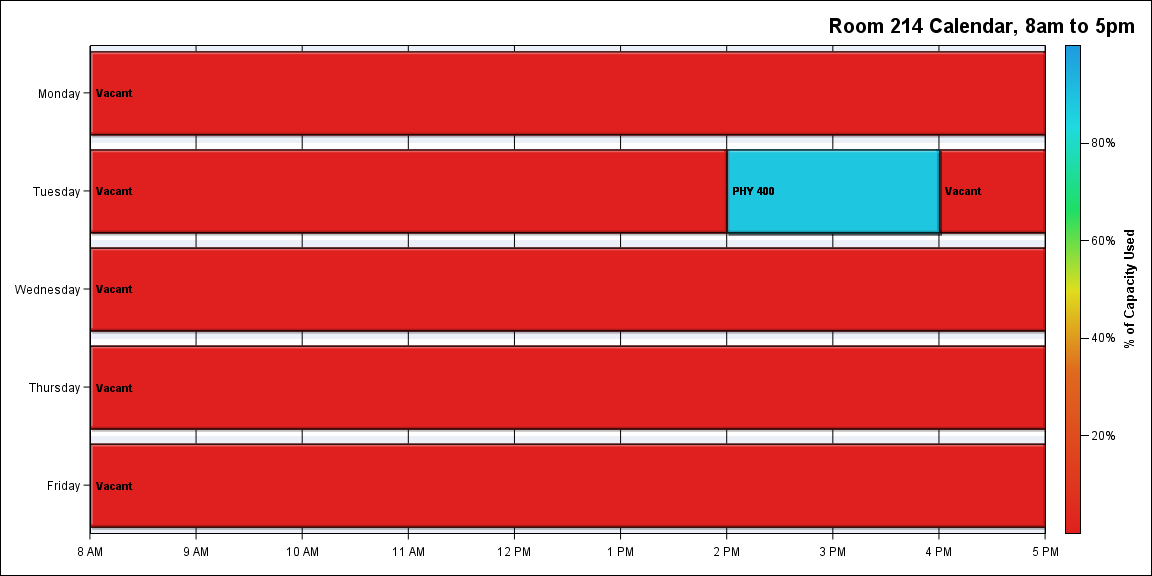 Room 214 Calendar, 8am to 5pm
Monday
Vacant
Tuesday
Vacant
PHY 400
Vacant
Wednesday
Vacant
Thursday
Vacant
Friday
Vacant
8 AM
9 AM
10 AM
11 AM
12 PM
1 PM
2 PM
3 PM
4 PM
5 PM
80%
60%
40%
20%
% of Capacity Used